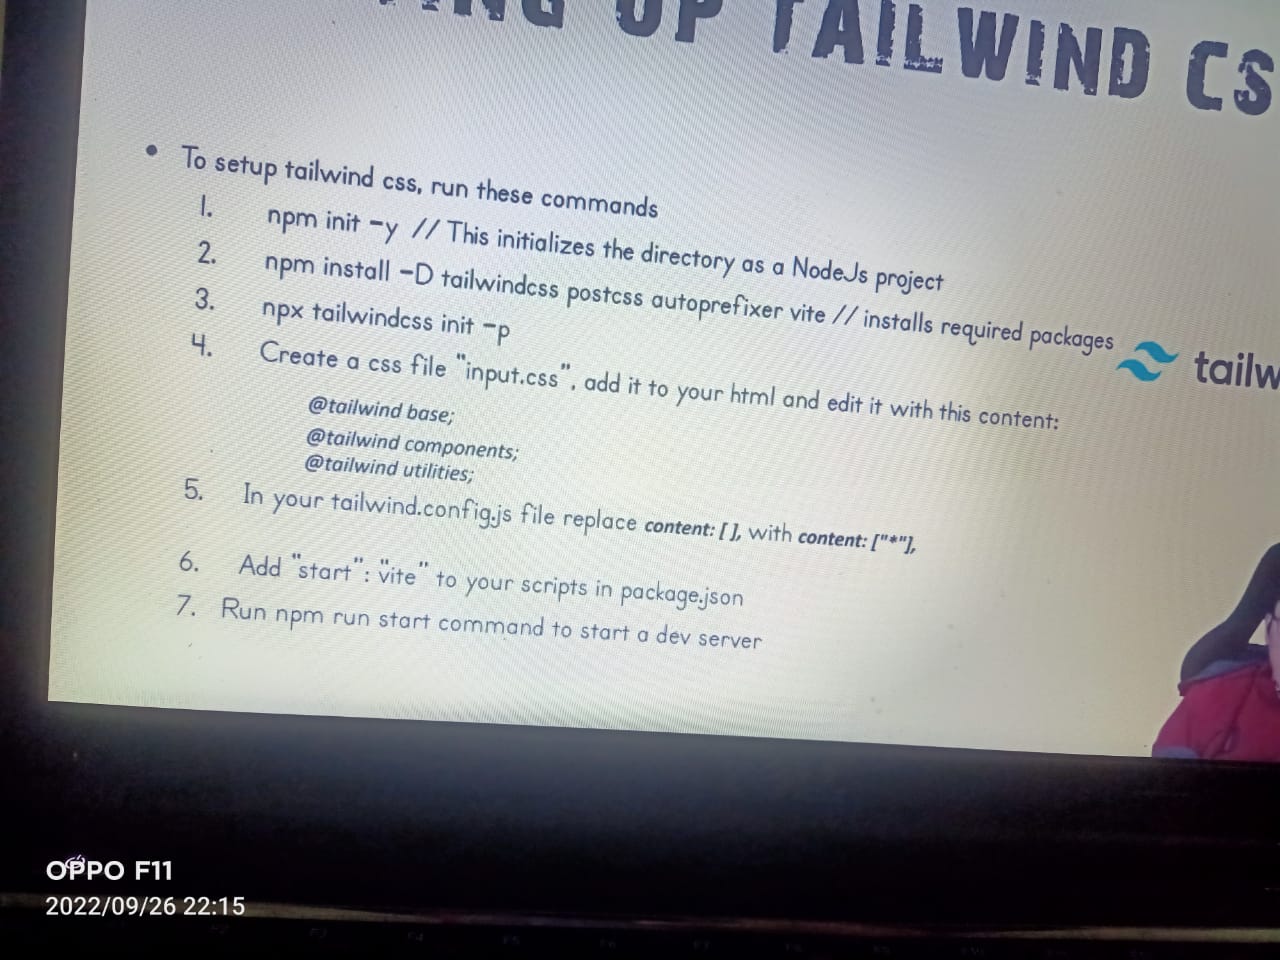 UP TAILWIND CS
• To setup tailwind css, run these commands
1. npm init -y // This initializes the directory as a NodeJs project
2. npm install -D tailwindcss postcss autoprefixer vite // installs required packages
3. npx tailwindcss init -p
4. Create a css file "input.css", add it to your html and edit it with this content:
@tailwind base;
@tailwind components;
@tailwind utilities;
tailw
5. In your tailwind.config.js file replace content: [ ], with content: ["*"],
6. Add "start": "vite" to your scripts in package.json
7. Run npm run start command to start a dev server
OPPO F11
2022/09/26 22:15